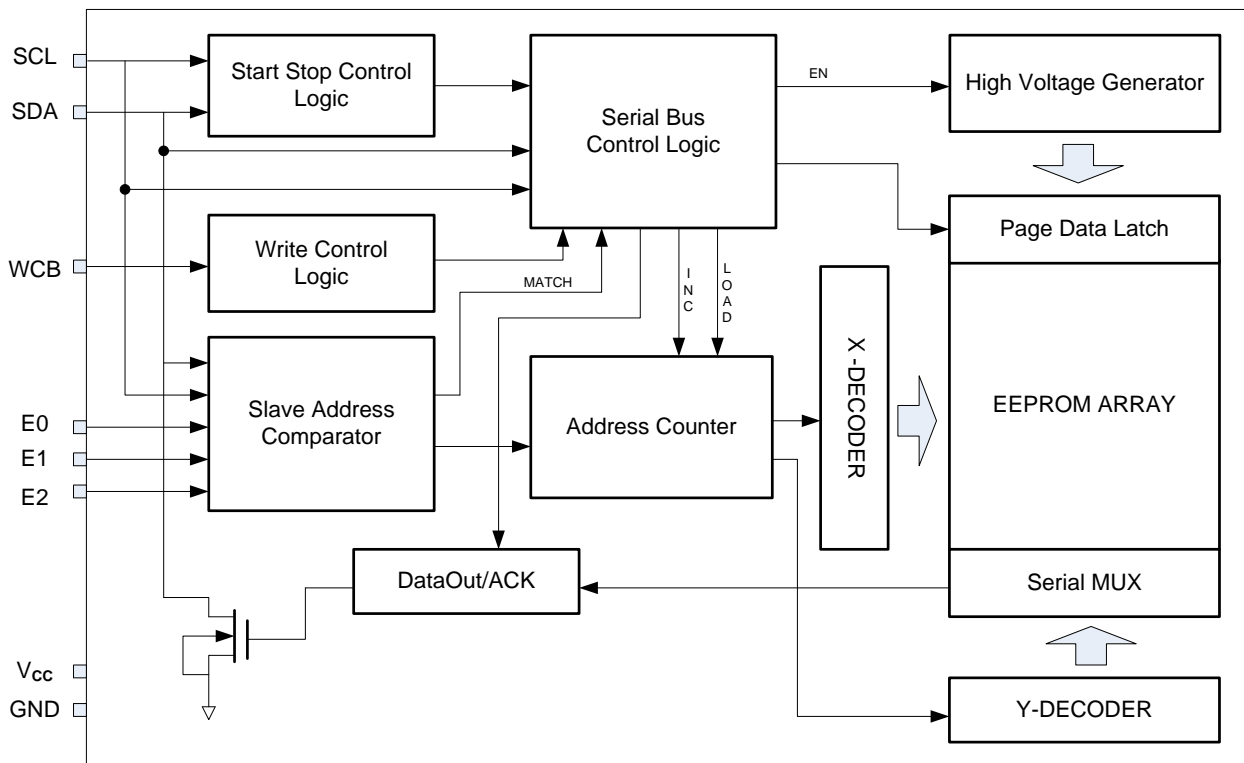 SCL
SDA
WCB
E0
E1
E2
Vcc
GND
Start Stop Control
Logic
Serial Bus
Control Logic
EN
High Voltage Generator
Write Control
Logic
MATCH
INC
LOAD
Page Data Latch
Slave Address
Comparator
Address Counter
X -DECODER
EEPROM ARRAY
DataOut/ACK
Serial MUX
Y-DECODER